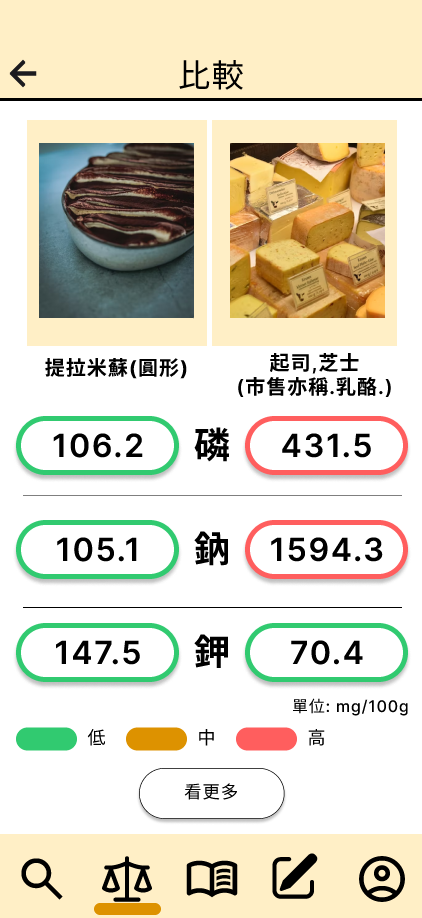 比較
提拉米蘇(圓形)
起司,芝士
(市售亦稱.乳酪.)
106.2 磷 431.5
105.1 鈉 1594.3
147.5 鉀 70.4
單位: mg/100g
低 中 高
看更多